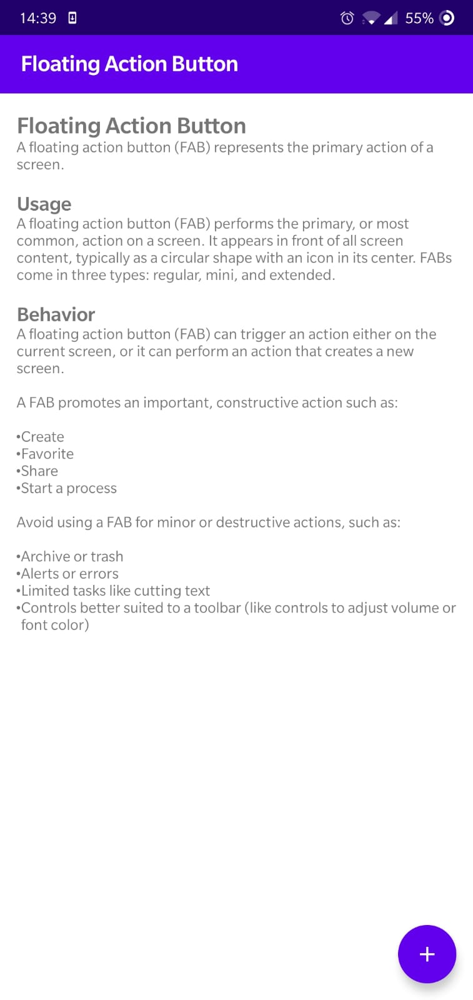 14:39
55%
Floating Action Button
Floating Action Button
A floating action button (FAB) represents the primary action of a
screen.
Usage
A floating action button (FAB) performs the primary, or most
common, action on a screen. It appears in front of all screen
content, typically as a circular shape with an icon in its center. FABs
come in three types: regular, mini, and extended.
Behavior
A floating action button (FAB) can trigger an action either on the
current screen, or it can perform an action that creates a new
screen.
A FAB promotes an important, constructive action such as:
•Create
•Favorite
•Share
•Start a process
Avoid using a FAB for minor or destructive actions, such as:
•Archive or trash
•Alerts or errors
•Limited tasks like cutting text
•Controls better suited to a toolbar (like controls to adjust volume or
font color)
+